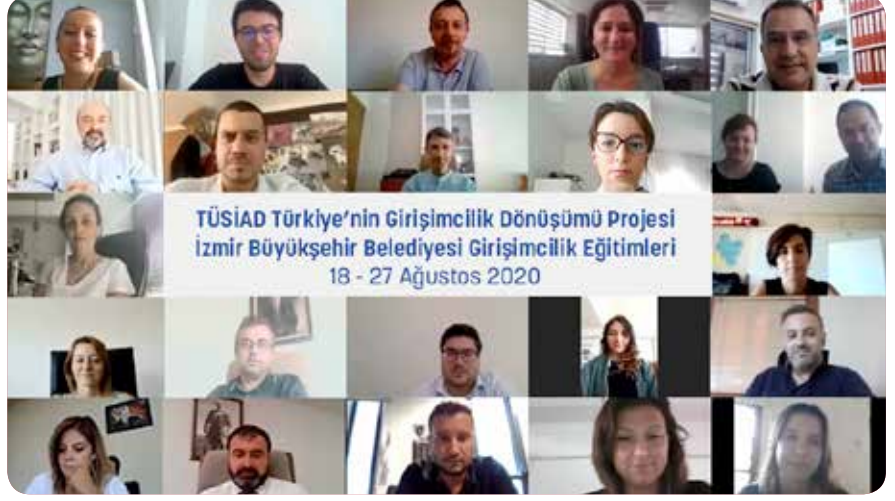 TÜSİAD Türkiye’nin Girişimcilik Dönüşümü Projesi
İzmir Büyükşehir Belediyesi Girişimcilik Eğitimleri
18 - 27 Ağustos 2020